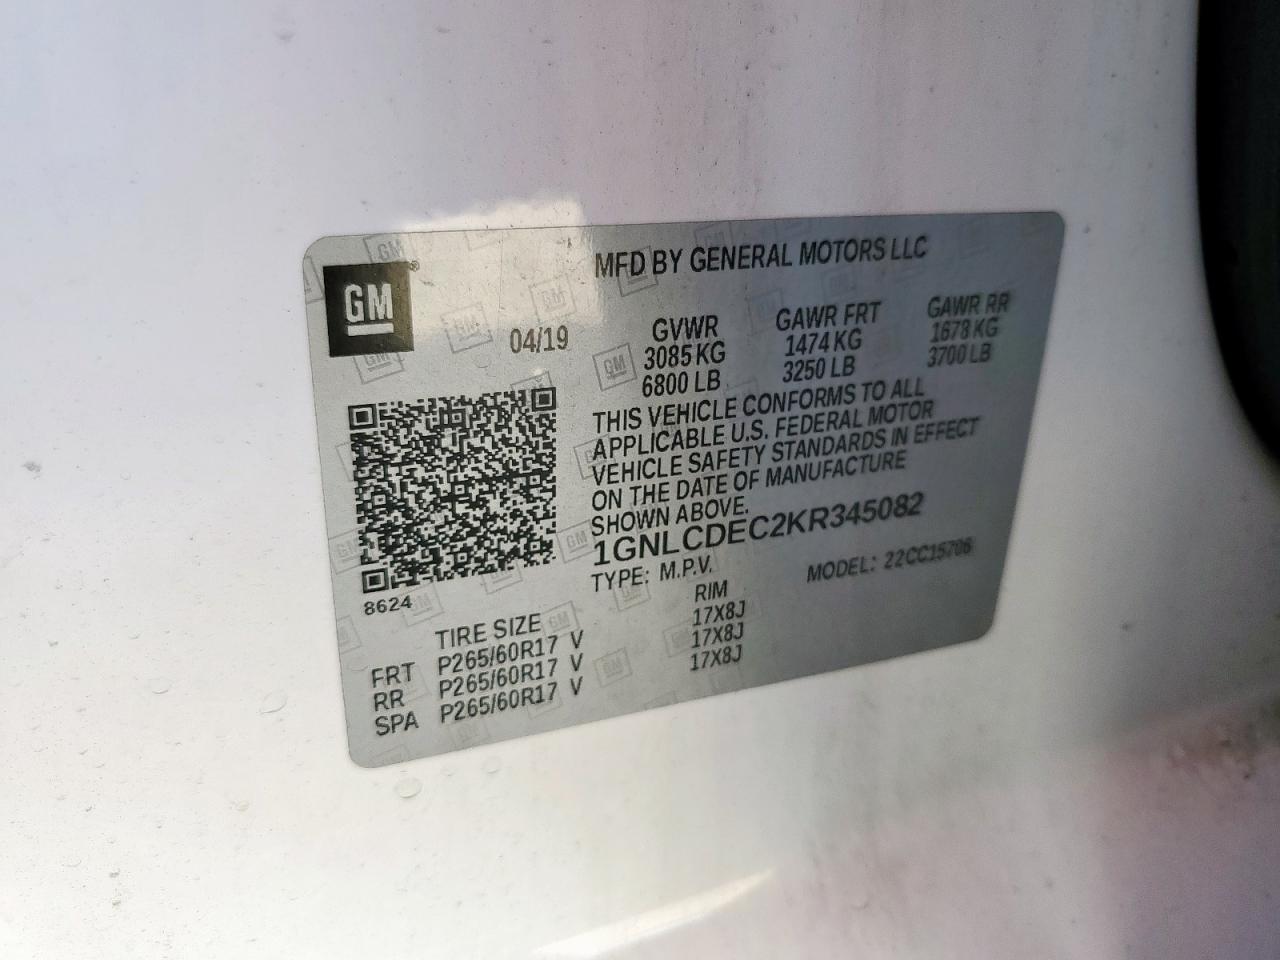 GM®
MFD BY GENERAL MOTORS LLC
04/19
GVWR GAWR FRT GAWR RR
3085 KG 1474 KG 1678 KG
6800 LB 3250 LB 3700 LB
THIS VEHICLE CONFORMS TO ALL
APPLICABLE U.S. FEDERAL MOTOR
VEHICLE SAFETY STANDARDS IN EFFECT
ON THE DATE OF MANUFACTURE
SHOWN ABOVE.
1GNLCDEC2KR345082
TYPE: M.P.V. MODEL: 22CC15706
8624
TIRE SIZE RIM
FRT P265/60R17 V 17X8J
RR P265/60R17 V 17X8J
SPA P265/60R17 V 17X8J